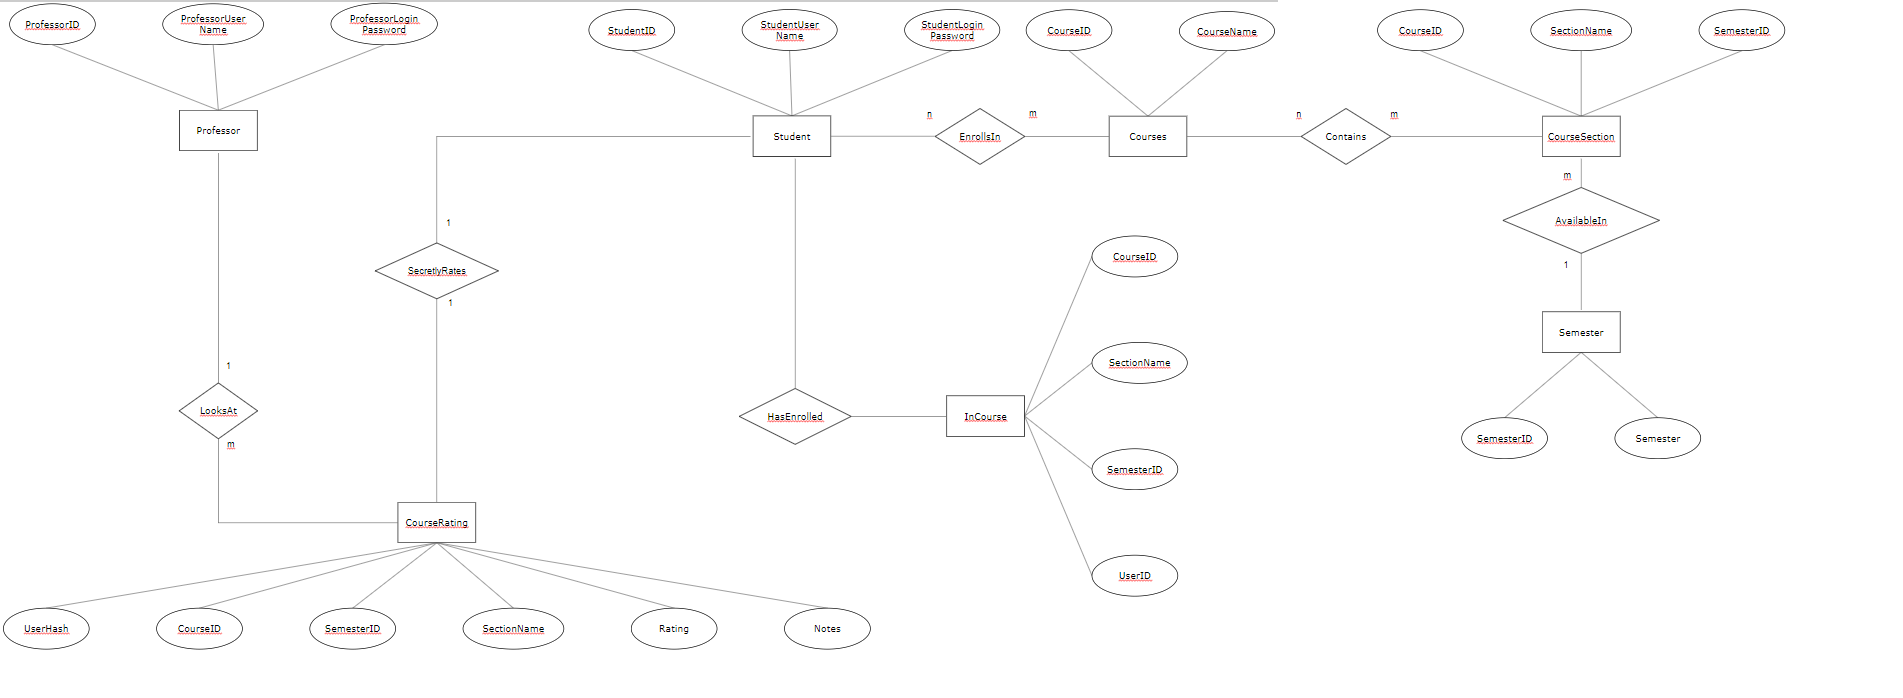 ProfessorID
ProfessorUser
Name
ProfessorLogin
Password
StudentID
StudentUser
Name
StudentLogin
Password
CourseID
CourseName
CourseID
SectionName
SemesterID
Professor
Student
n
EnrollsIn
m
Courses
n
Contains
m
CourseSection
m
AvailableIn
1
Semester
SemesterID
Semester
1
SecretlyRates
1
CourseID
SectionName
SemesterID
UserID
1
LooksAt
m
HasEnrolled
InCourse
CourseRating
UserHash
CourseID
SemesterID
SectionName
Rating
Notes